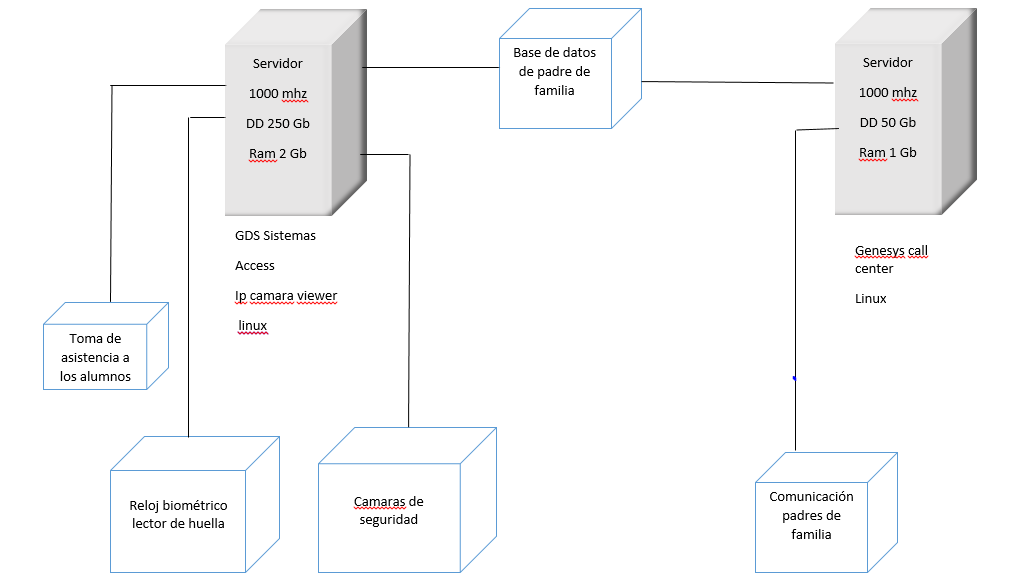 Servidor
1000 mhz
DD 250 Gb
Ram 2 Gb
GDS Sistemas
Access
Ip camara viewer
linux
Base de datos
de padre de
familia
Servidor
1000 mhz
DD 50 Gb
Ram 1 Gb
Genesys call
center
Linux
Toma de
asistencia a
los alumnos
Reloj biométrico
lector de huella
Camaras de
seguridad
Comunicación
padres de
familia